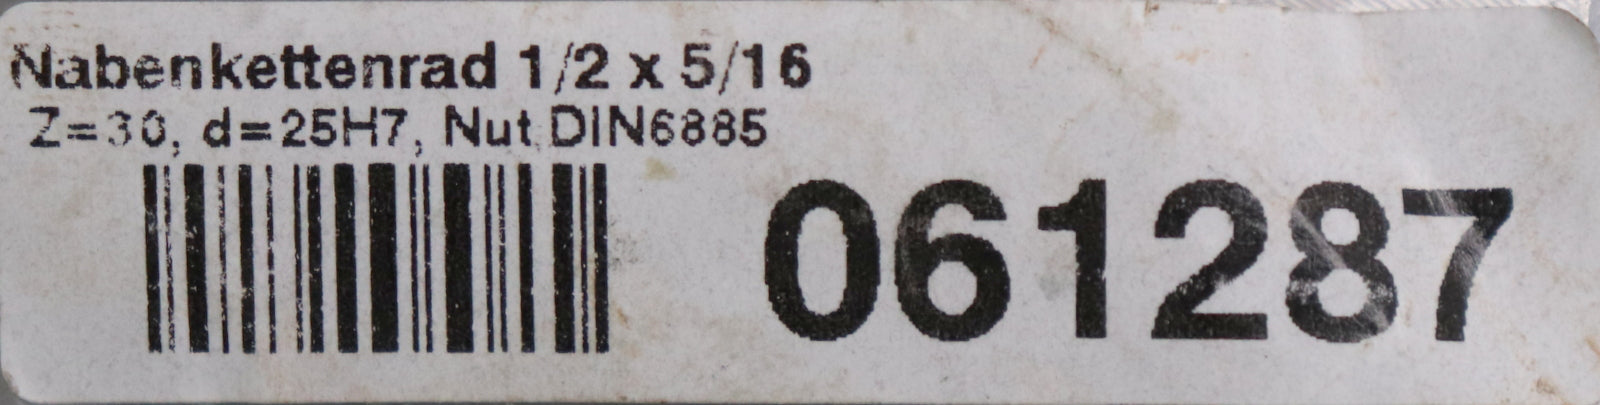 Nabenkettenrad 1/2 x 5/16
Z=30, d=25H7, Nut DIN6885
061287